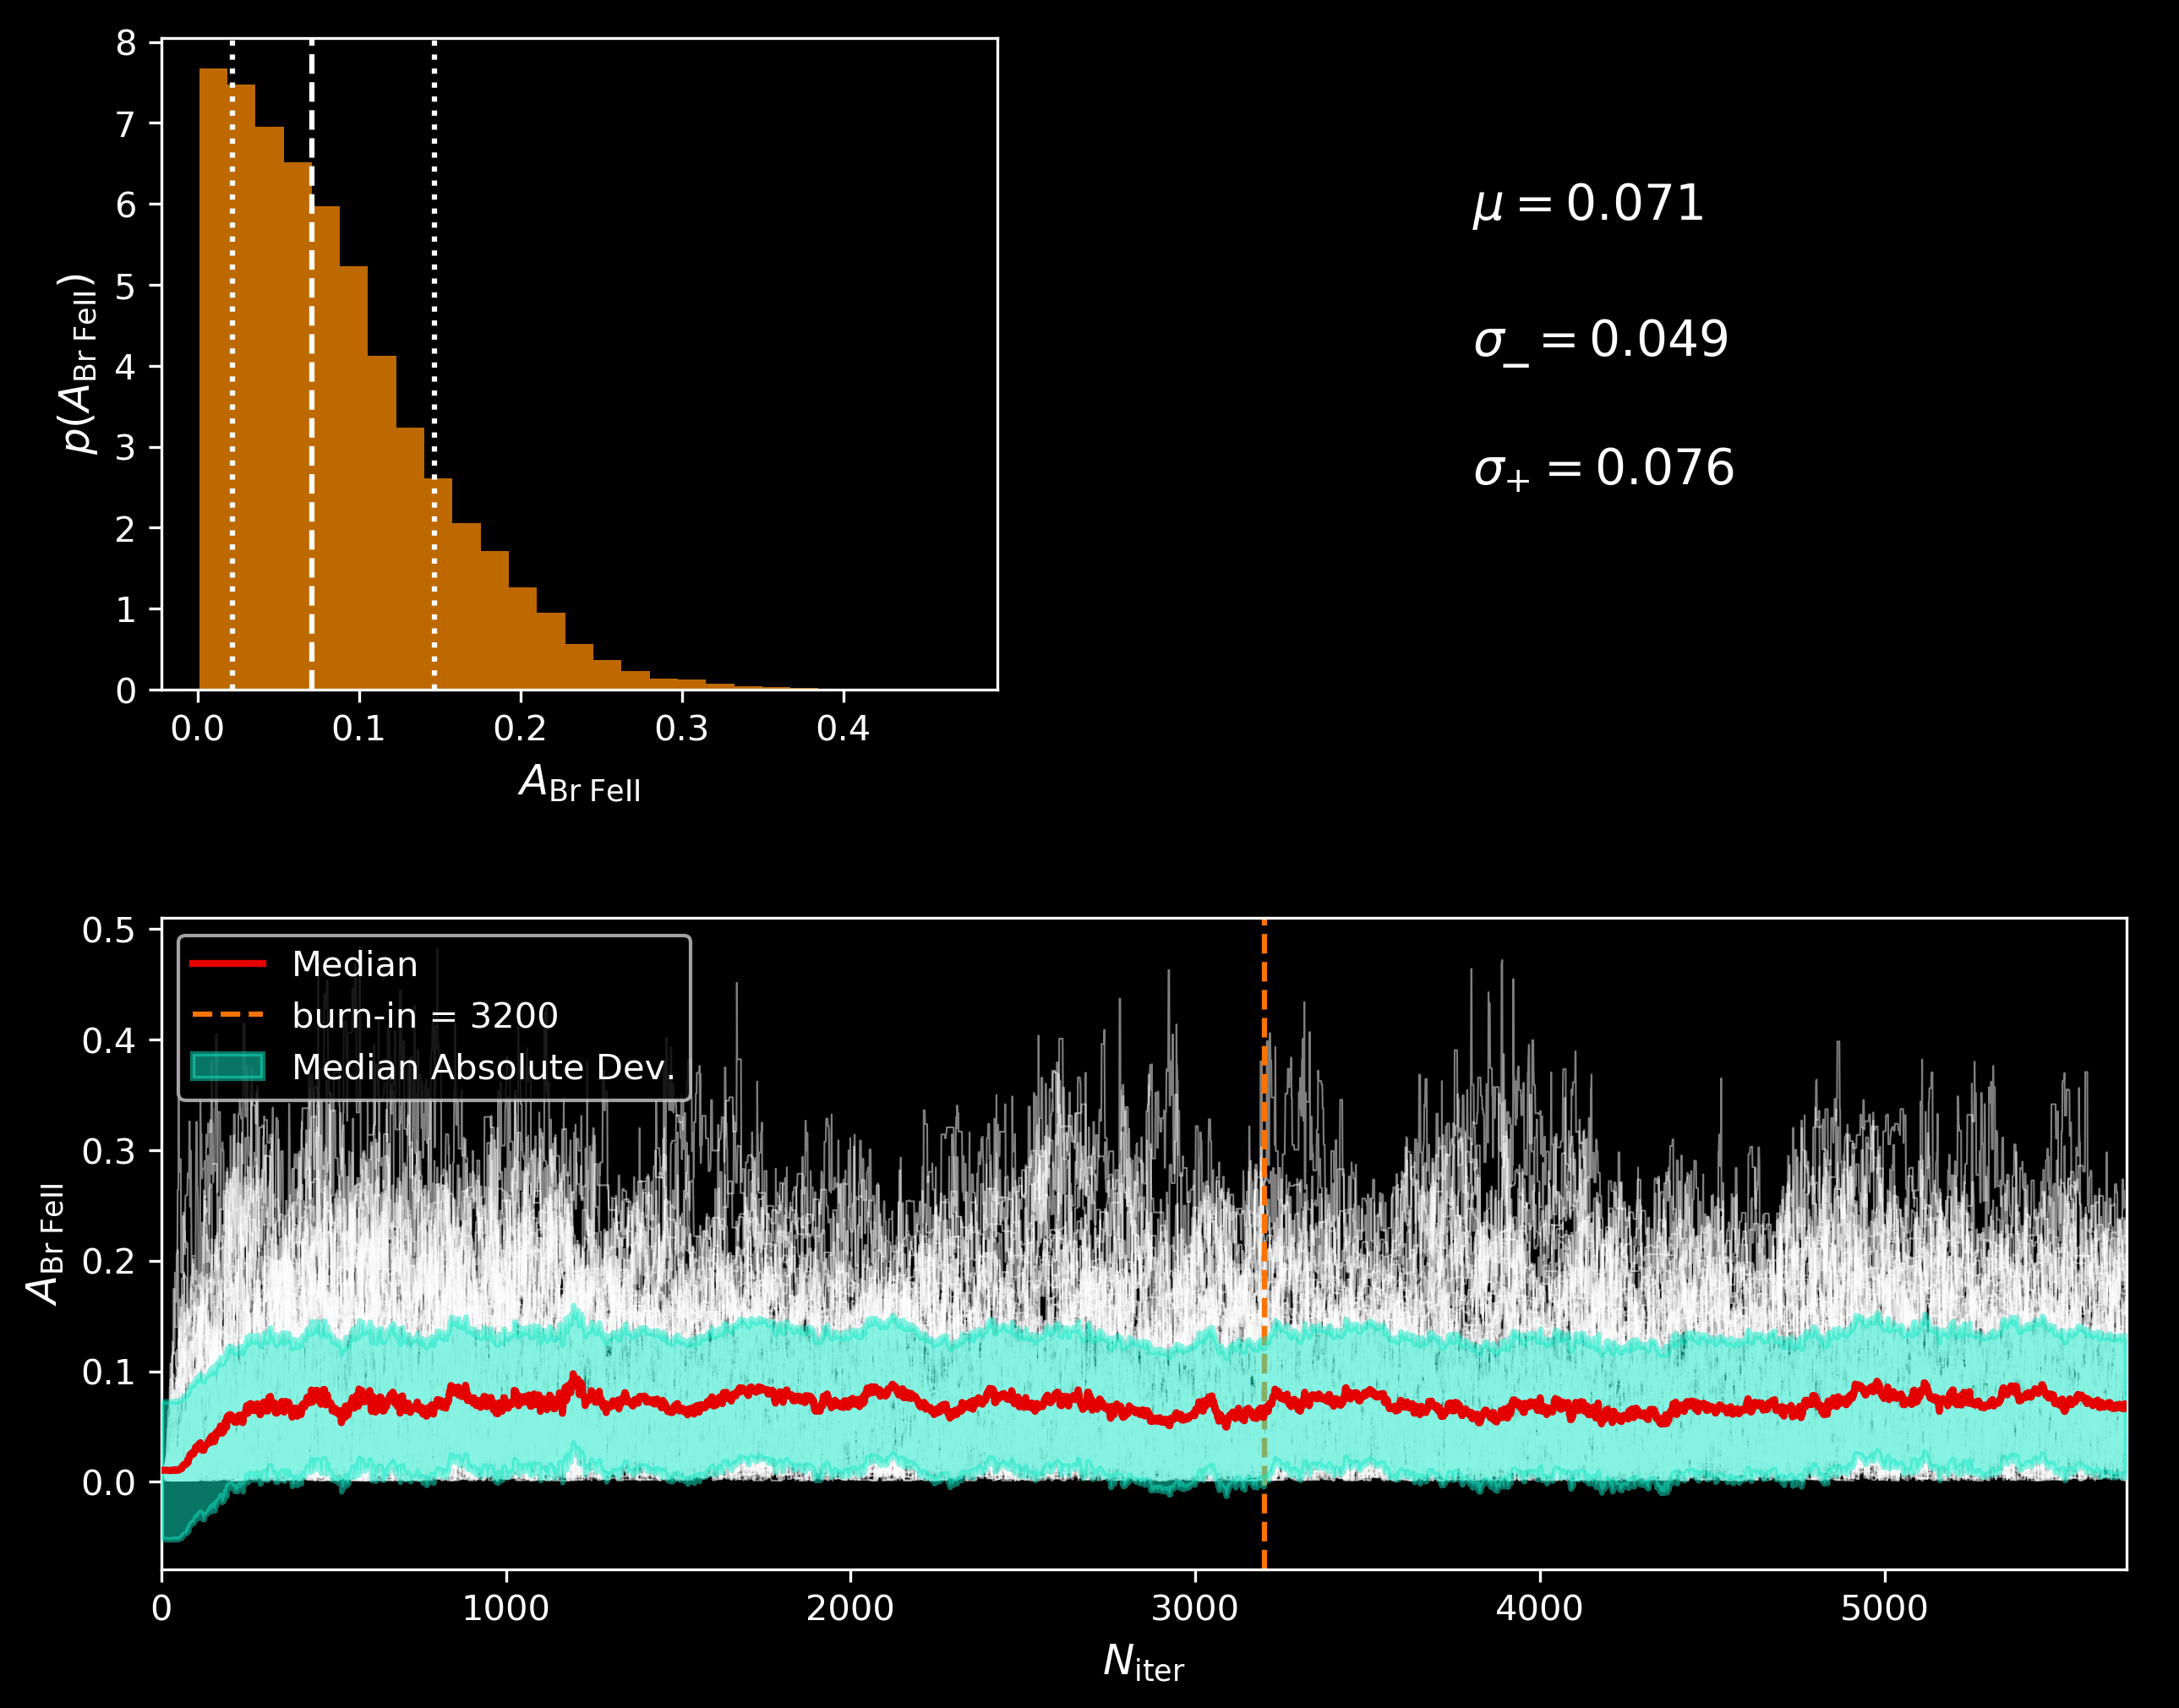 8
7
6
5
4
3
2
1
0
p(A_Br FeII)
0.0 0.1 0.2 0.3 0.4
A_Br FeII
μ = 0.071
σ_− = 0.049
σ_+ = 0.076
0.5
0.4
0.3
0.2
0.1
0.0
A_Br FeII
Median
burn-in = 3200
Median Absolute Dev.
0 1000 2000 3000 4000 5000
N_iter